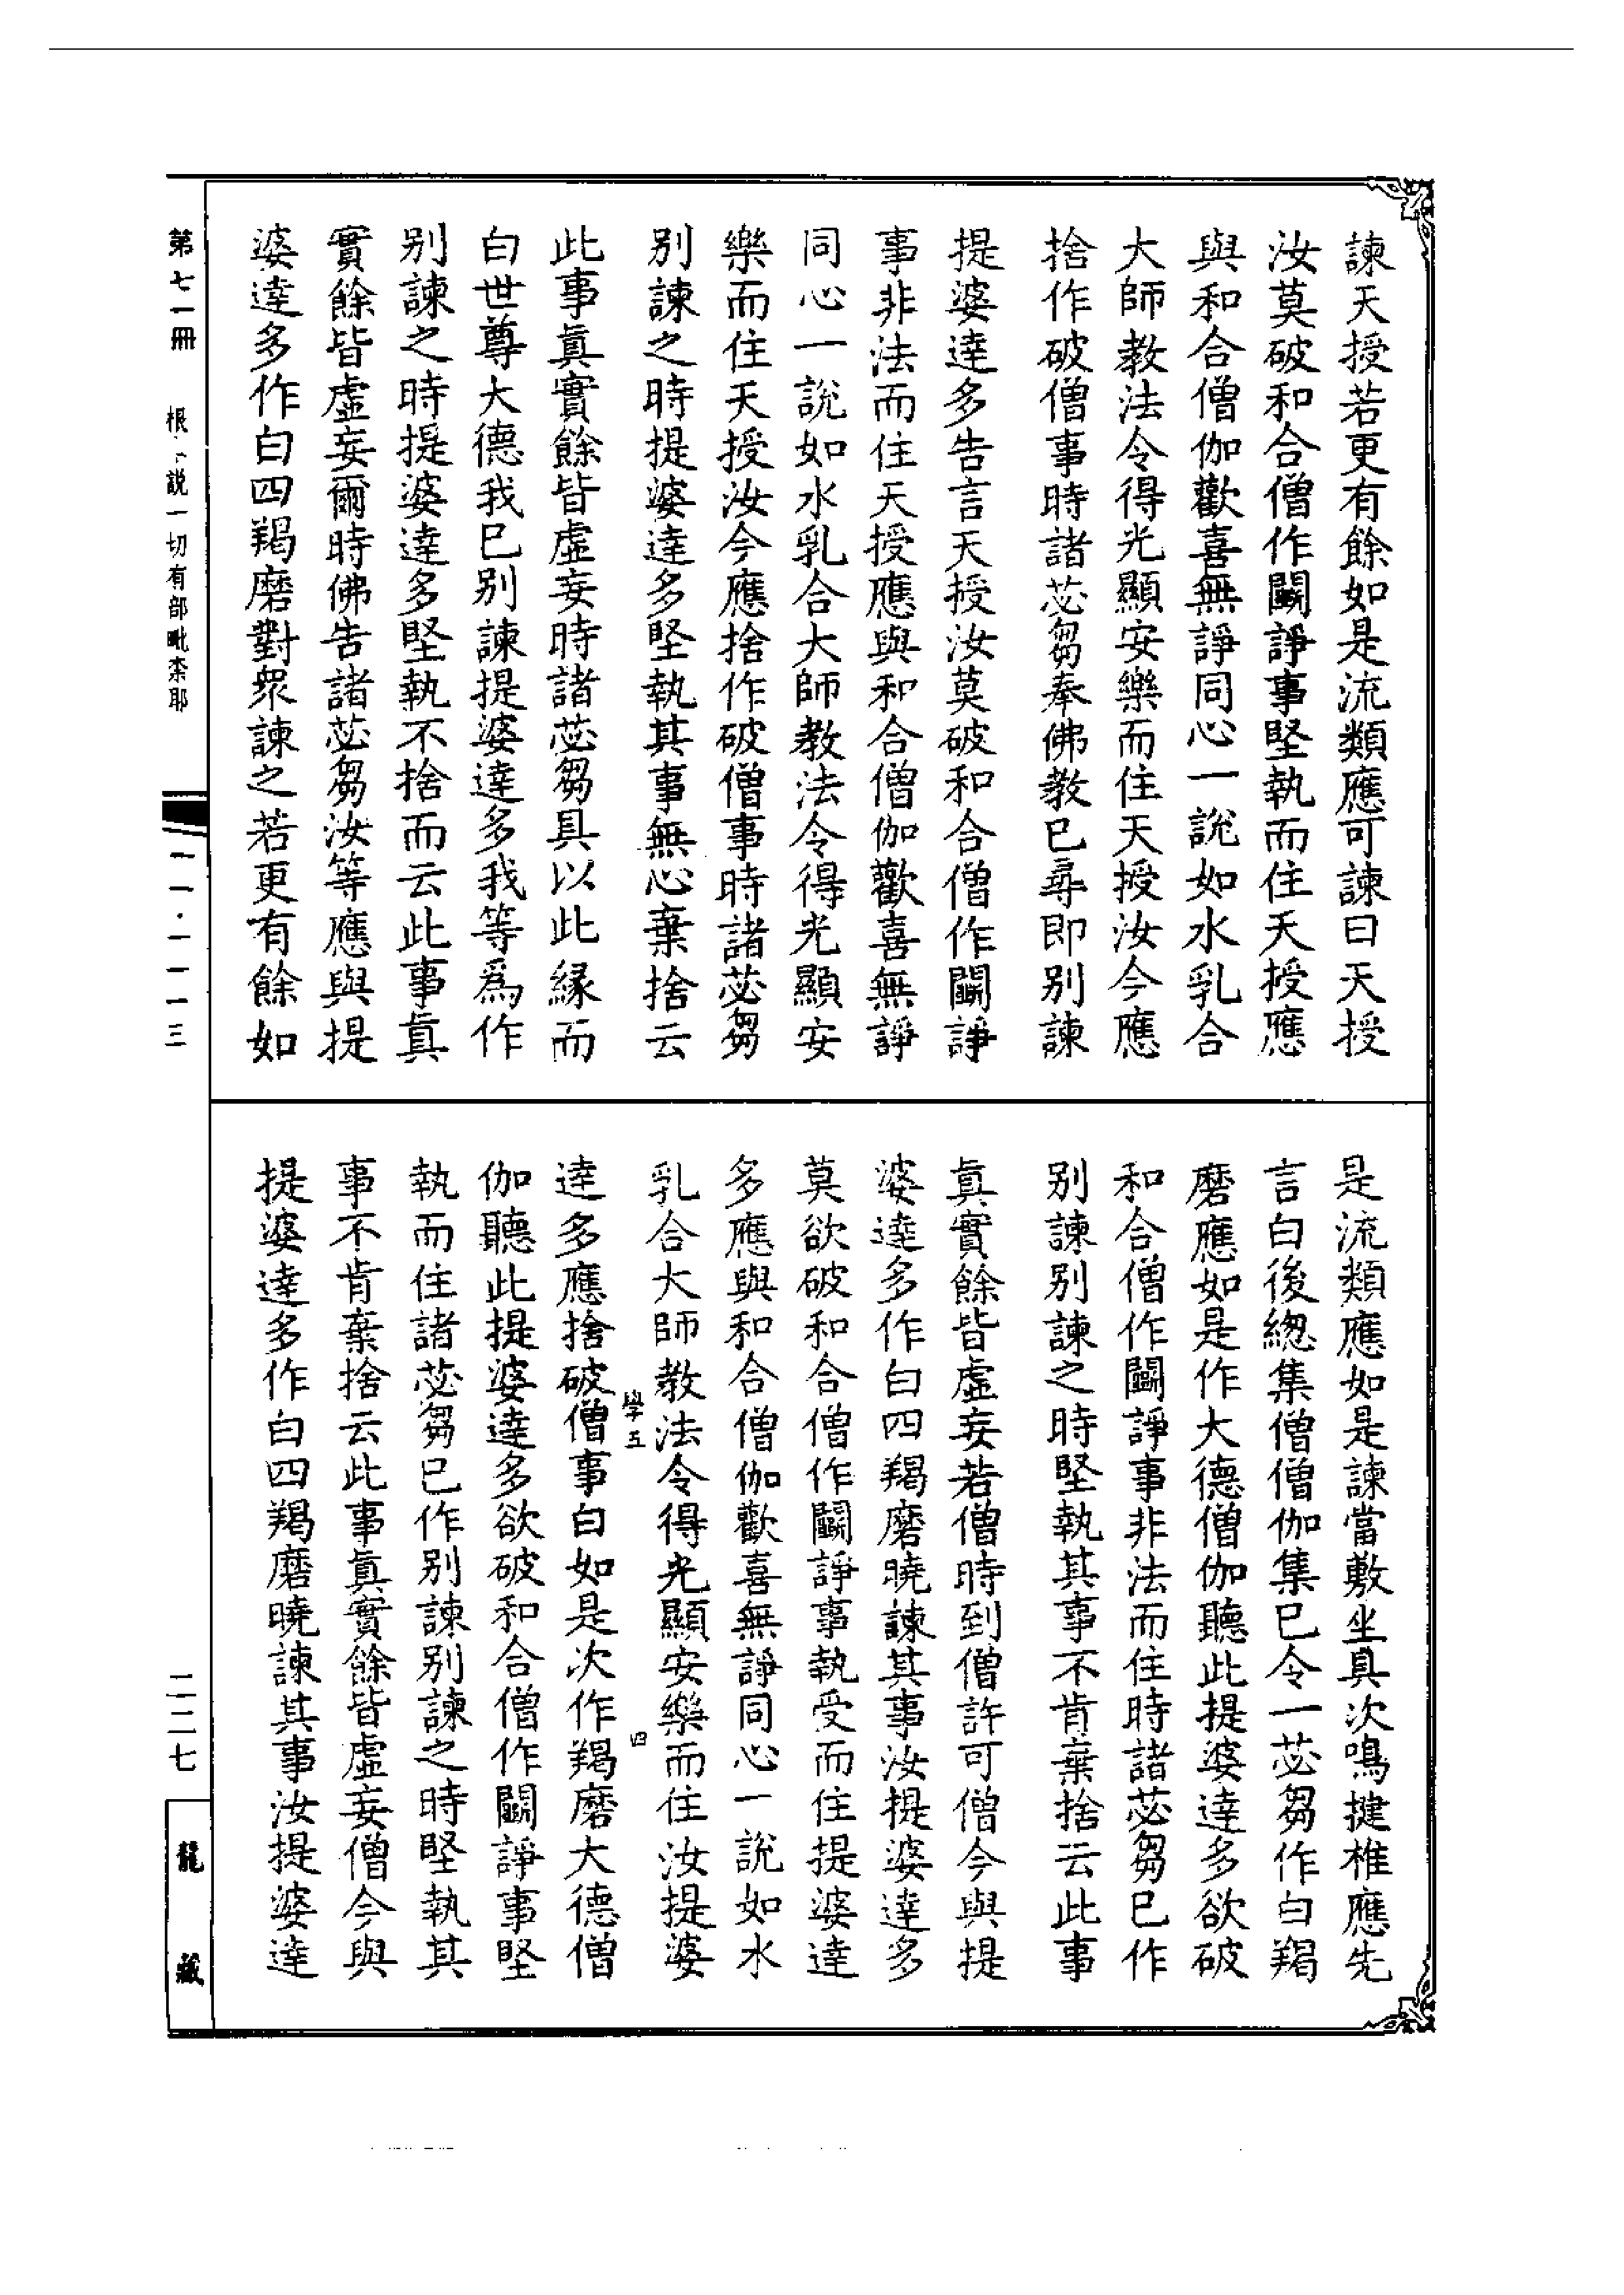 諫天授若更有餘如是流類應可諫曰天授
汝莫破和合僧作鬭諍事堅執而住天授應
與和合僧伽歡喜無諍同心一說如水乳合
大師教法令得光顯安樂而住天授汝今應
捨作破僧事時諸苾芻奉佛教已尋即別諫
提婆達多告言天授汝莫破和合僧作鬭諍
事非法而住天授應與和合僧伽歡喜無諍
同心一說如水乳合大師教法令得光顯安
樂而住天授汝今應捨作破僧事時諸苾芻
別諫之時提婆達多堅執其事無心棄捨云
此事真實餘皆虛妄時諸苾芻具以此緣而
白世尊大德我已別諫提婆達多我等為作
別諫之時提婆達多堅執不捨而云此事真
實餘皆虛妄爾時佛告諸苾芻汝等應與提
婆達多作白四羯磨對眾諫之若更有餘如
是流類應如是諫當敷坐具次鳴揵椎應先
言白後總集僧僧伽集已令一苾芻作白羯
磨應如是作大德僧伽聽此提婆達多欲破
和合僧作鬭諍事非法而住時諸苾芻已作
別諫別諫之時堅執其事不肯棄捨云此事
真實餘皆虛妄若僧時到僧許可僧今與提
婆達多作白四羯磨曉諫其事汝提婆達多
莫欲破和合僧作鬭諍事執受而住提婆達
多應與和合僧伽歡喜無諍同心一說如水
乳合大師教法令得光顯安樂而住汝提婆
學五 四
達多應捨破僧事白如是次作羯磨大德僧
伽聽此提婆達多欲破和合僧作鬭諍事堅
執而住諸苾芻已作別諫別諫之時堅執其
事不肯棄捨云此事真實餘皆虛妄僧今與
提婆達多作白四羯磨曉諫其事汝提婆達
第七一冊 根 說一切有部毗柰耶
二二七
龍藏